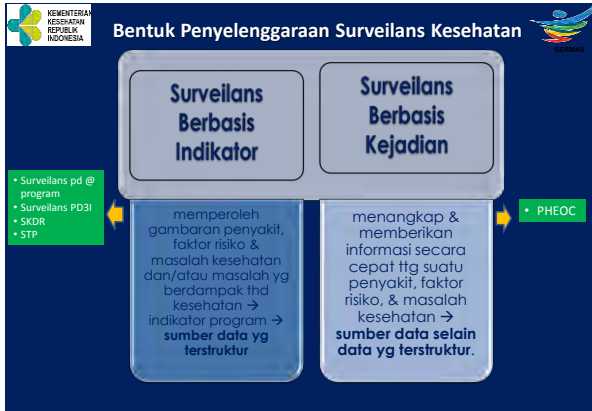 KEMENTERIAN
KESEHATAN
REPUBLIK
INDONESIA
Bentuk Penyelenggaraan Surveilans Kesehatan
GERMAS
Surveilans
Berbasis
Indikator
Surveilans
Berbasis
Kejadian
• Surveilans pd @
program
• Surveilans PD3I
• SKDR
• STP
memperoleh
gambaran penyakit,
faktor risiko &
masalah kesehatan
dan/atau masalah yg
berdampak thd
kesehatan →
indikator program →
sumber data yg
terstruktur
menangkap &
memberikan
informasi secara
cepat ttg suatu
penyakit, faktor
risiko, & masalah
kesehatan →
sumber data selain
data yg terstruktur.
• PHEOC